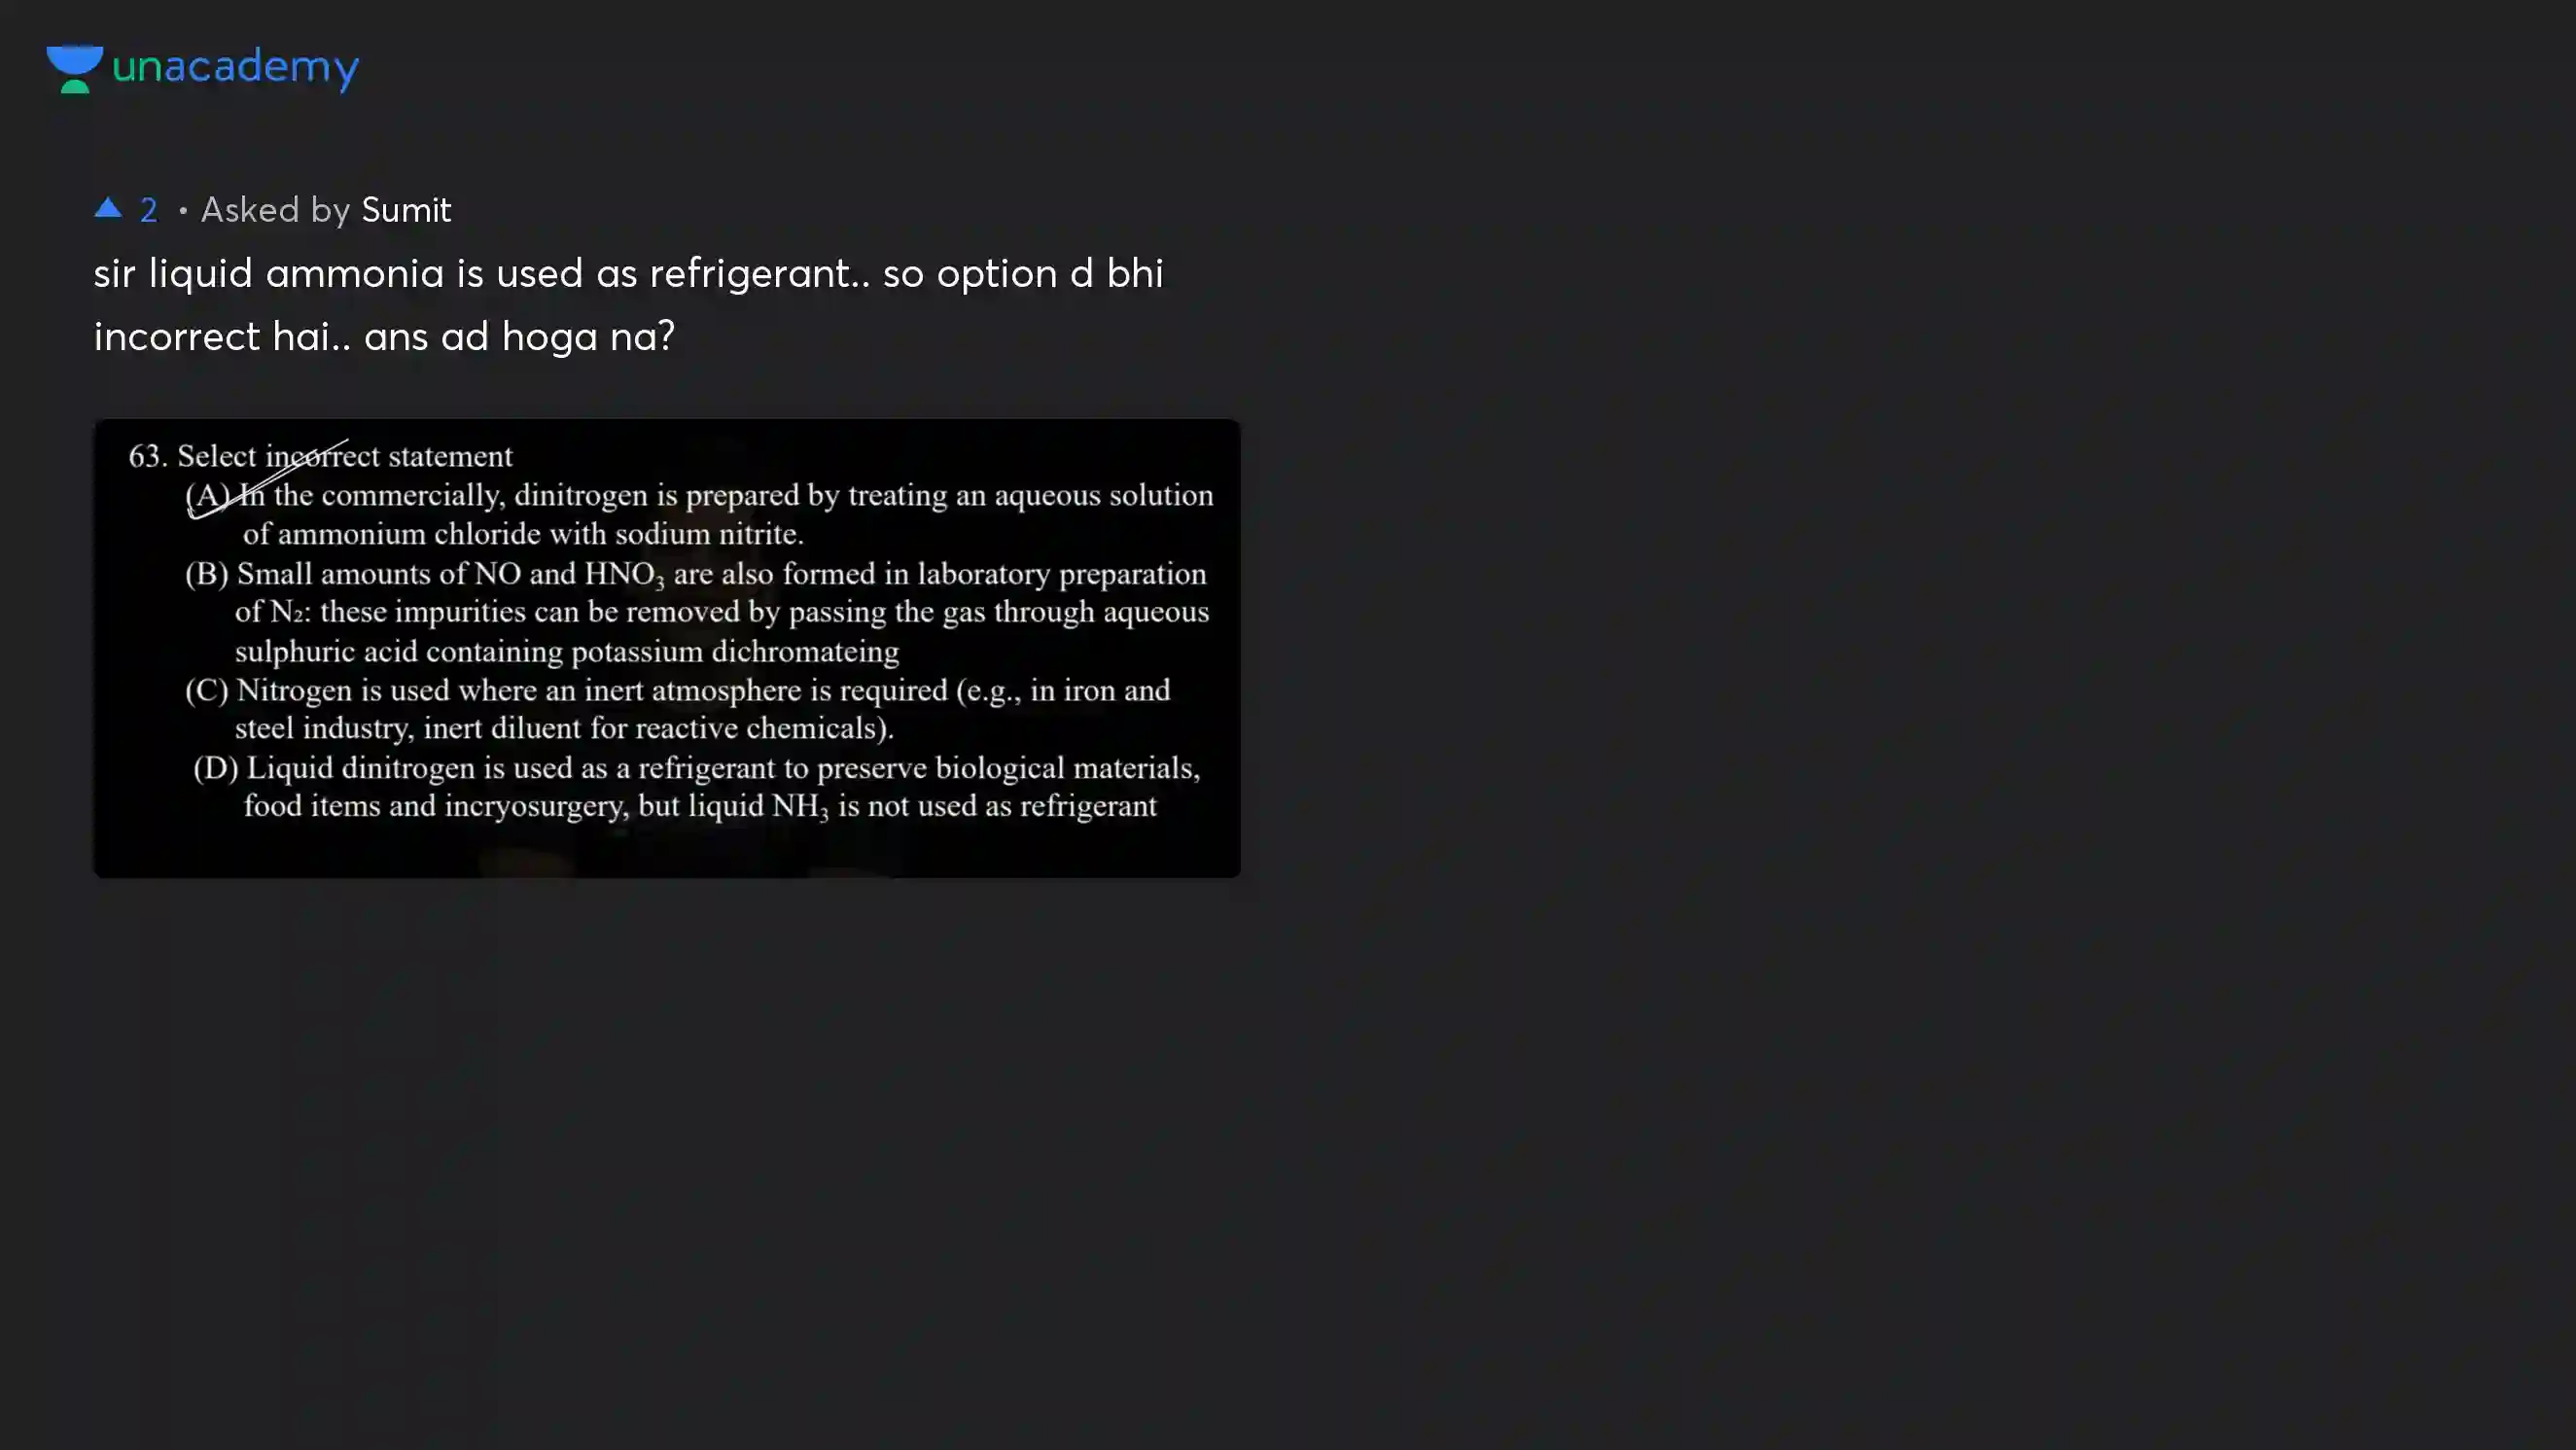 unacademy
2 • Asked by Sumit
sir liquid ammonia is used as refrigerant.. so option d bhi
incorrect hai.. ans ad hoga na?
63. Select incorrect statement
(A) In the commercially, dinitrogen is prepared by treating an aqueous solution
of ammonium chloride with sodium nitrite.
(B) Small amounts of NO and HNO₃ are also formed in laboratory preparation
of N₂: these impurities can be removed by passing the gas through aqueous
sulphuric acid containing potassium dichromateing
(C) Nitrogen is used where an inert atmosphere is required (e.g., in iron and
steel industry, inert diluent for reactive chemicals).
(D) Liquid dinitrogen is used as a refrigerant to preserve biological materials,
food items and incryosurgery, but liquid NH₃ is not used as refrigerant